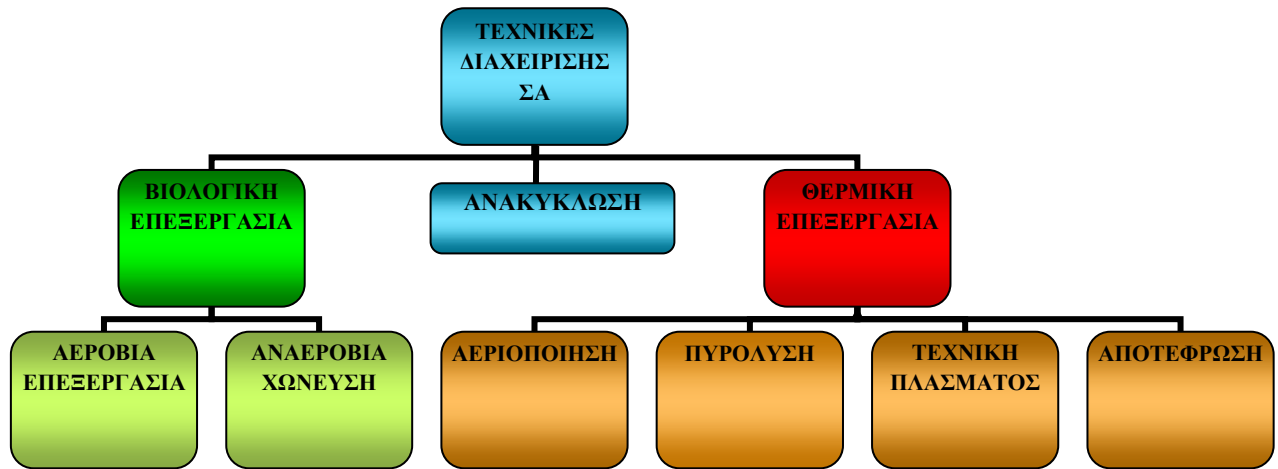 ΤΕΧΝΙΚΕΣ
ΔΙΑΧΕΙΡΙΣΗΣ
ΣΑ
ΒΙΟΛΟΓΙΚΗ
ΕΠΕΞΕΡΓΑΣΙΑ
ΑΝΑΚΥΚΛΩΣΗ
ΘΕΡΜΙΚΗ
ΕΠΕΞΕΡΓΑΣΙΑ
ΑΕΡΟΒΙΑ
ΕΠΕΞΕΡΓΑΣΙΑ
ΑΝΑΕΡΟΒΙΑ
ΧΩΝΕΥΣΗ
ΑΕΡΙΟΠΟΙΗΣΗ
ΠΥΡΟΛΥΣΗ
ΤΕΧΝΙΚΗ
ΠΛΑΣΜΑΤΟΣ
ΑΠΟΤΕΦΡΩΣΗ